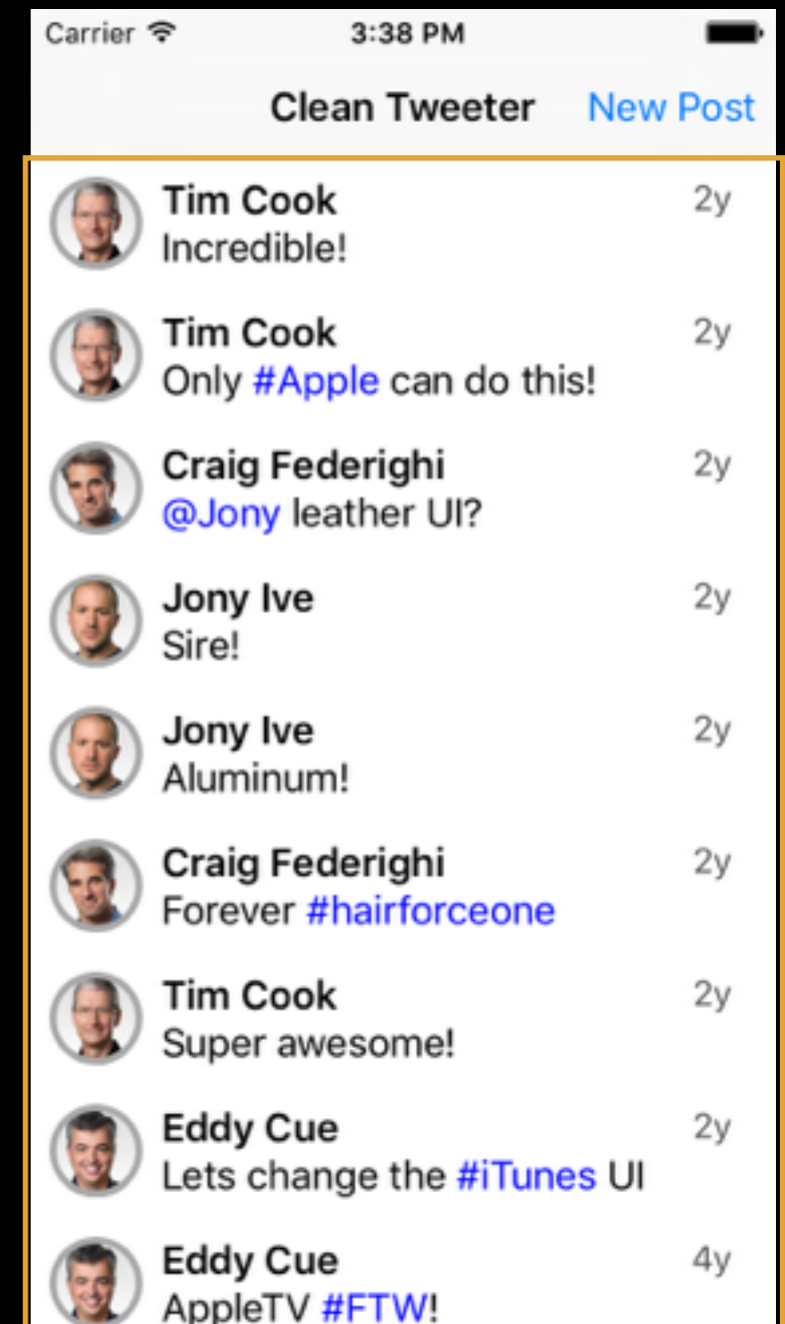 Carrier 3:38 PM
Clean Tweeter New Post
Tim Cook 2y
Incredible!
Tim Cook 2y
Only #Apple can do this!
Craig Federighi 2y
@Jony leather UI?
Jony Ive 2y
Sire!
Jony Ive 2y
Aluminum!
Craig Federighi 2y
Forever #hairforceone
Tim Cook 2y
Super awesome!
Eddy Cue 2y
Lets change the #iTunes UI
Eddy Cue 4y
AppleTV #FTW!